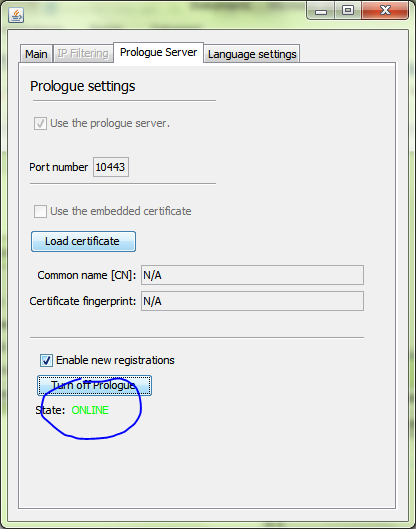 Main IP Filtering Prologue Server Language settings
Prologue settings
Use the prologue server.
Port number 10443
Use the embedded certificate
Load certificate
Common name [CN]: N/A
Certificate fingerprint: N/A
Enable new registrations
Turn off Prologue
State: ONLINE